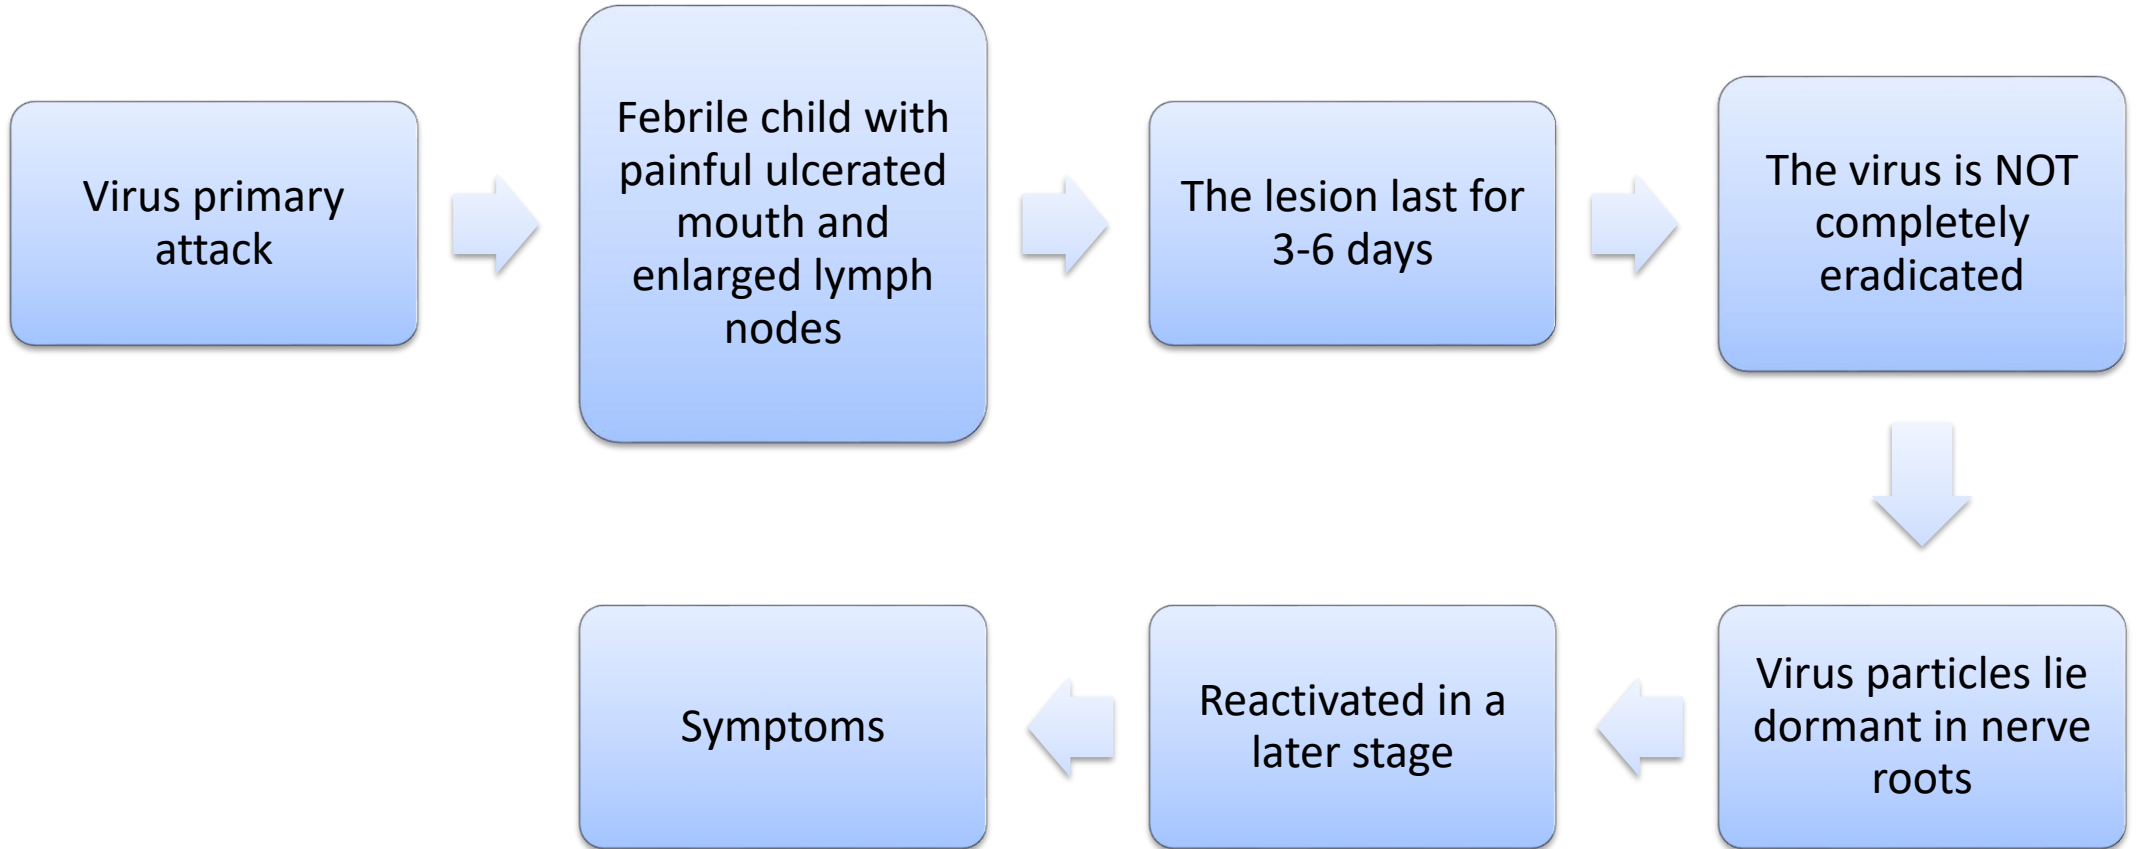 Virus primary
attack
Febrile child with
painful ulcerated
mouth and
enlarged lymph
nodes
The lesion last for
3-6 days
The virus is NOT
completely
eradicated
Virus particles lie
dormant in nerve
roots
Reactivated in a
later stage
Symptoms